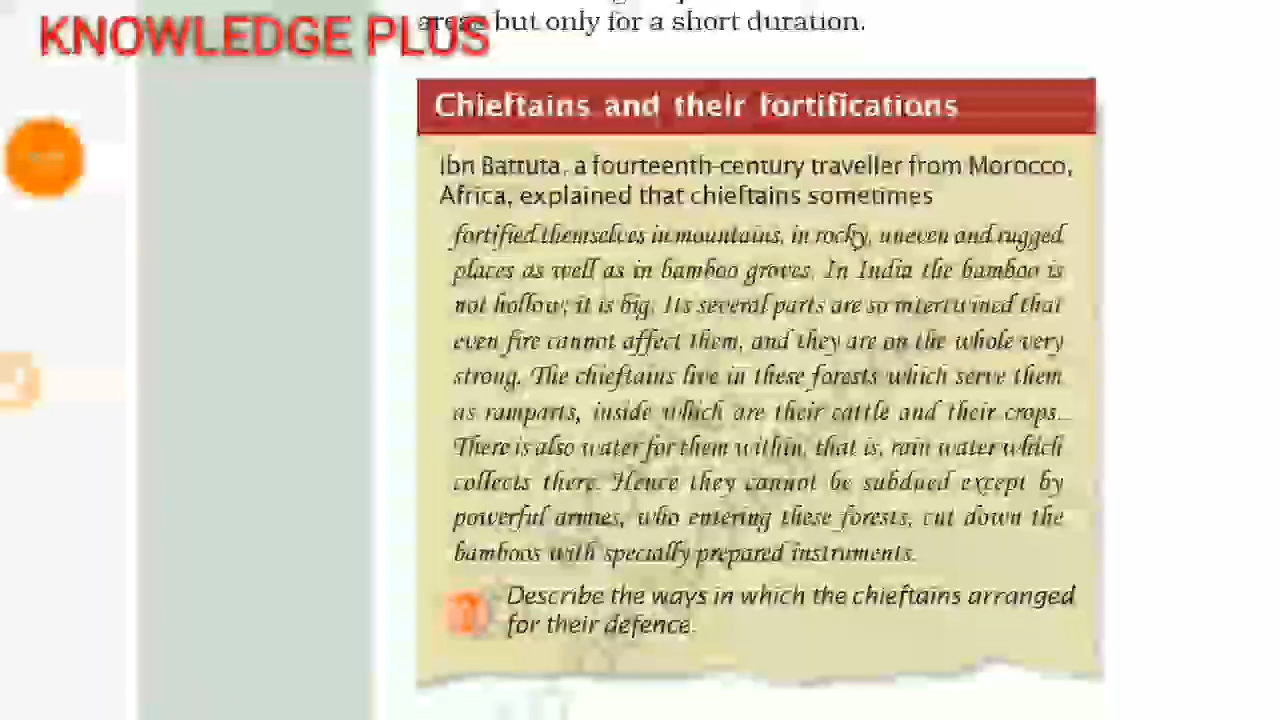 areas but only for a short duration.
KNOWLEDGE PLUS
Chieftains and their fortifications
Ibn Battuta, a fourteenth-century traveller from Morocco,
Africa, explained that chieftains sometimes
fortified themselves in mountains, in rocky, uneven and rugged
places as well as in bamboo groves. In India the bamboo is
not hollow; it is big. Its several parts are so intertwined that
even fire cannot affect them, and they are on the whole very
strong. The chieftains live in these forests which serve them
as ramparts, inside which are their cattle and their crops ...
There is also water for them within, that is, rain water which
collects there. Hence they cannot be subdued except by
powerful armies, who entering these forests, cut down the
bamboos with specially prepared instruments.
Describe the ways in which the chieftains arranged
for their defence.